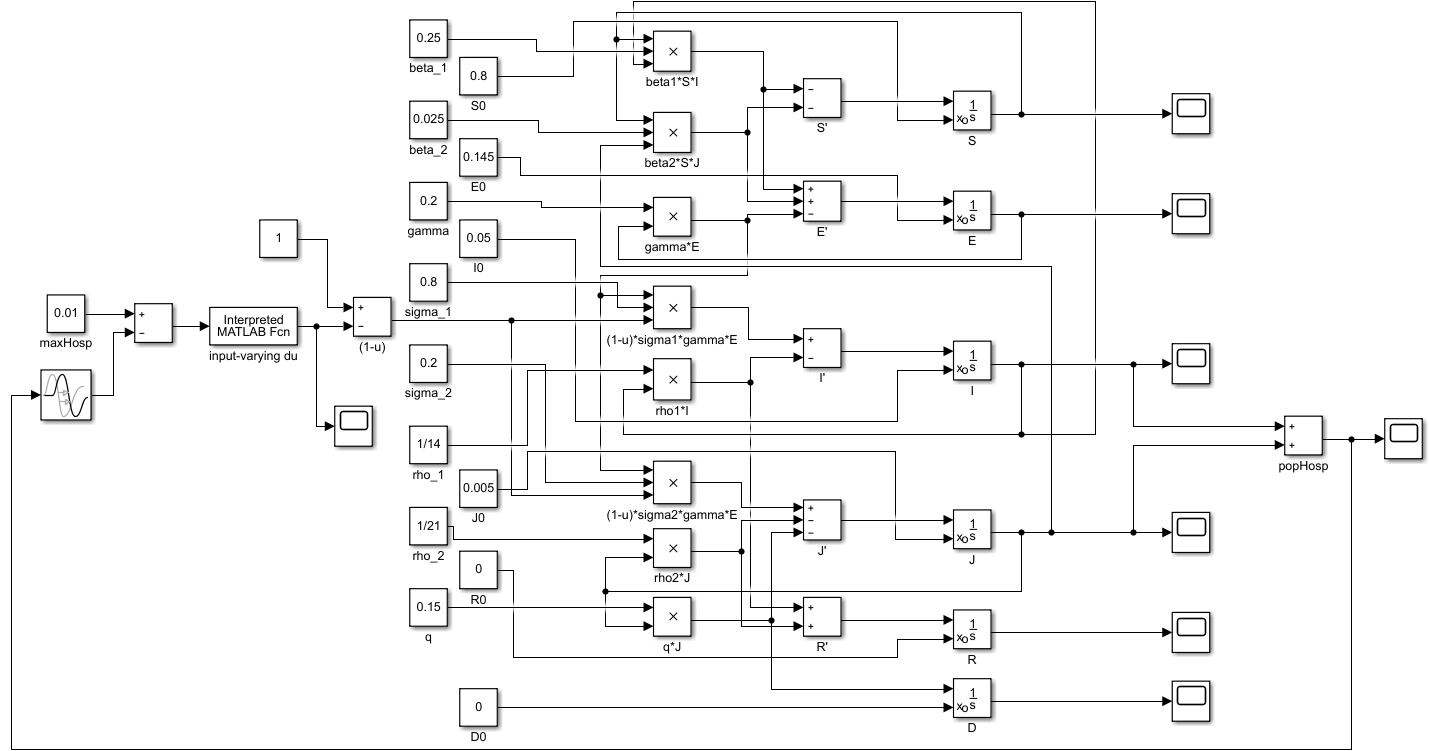 0.25
beta_1
0.8
S0
×
beta1*S*I
−
−
S'
1
s
xo
S
0.025
beta_2
0.145
E0
×
beta2*S*J
0.2
gamma
0.05
I0
×
gamma*E
+
+
−
E'
1
s
xo
E
1
0.01
maxHosp
+
−
Interpreted
MATLAB Fcn
input-varying du
+
−
(1-u)
0.8
sigma_1
×
(1-u)*sigma1*gamma*E
+
−
I'
1
s
xo
I
0.2
sigma_2
×
rho1*I
1/14
rho_1
0.005
J0
×
(1-u)*sigma2*gamma*E
+
−
−
J'
1
s
xo
J
+
+
popHosp
1/21
rho_2
0
R0
×
rho2*J
0.15
q
×
q*J
+
+
R'
1
s
xo
R
0
D0
1
s
xo
D